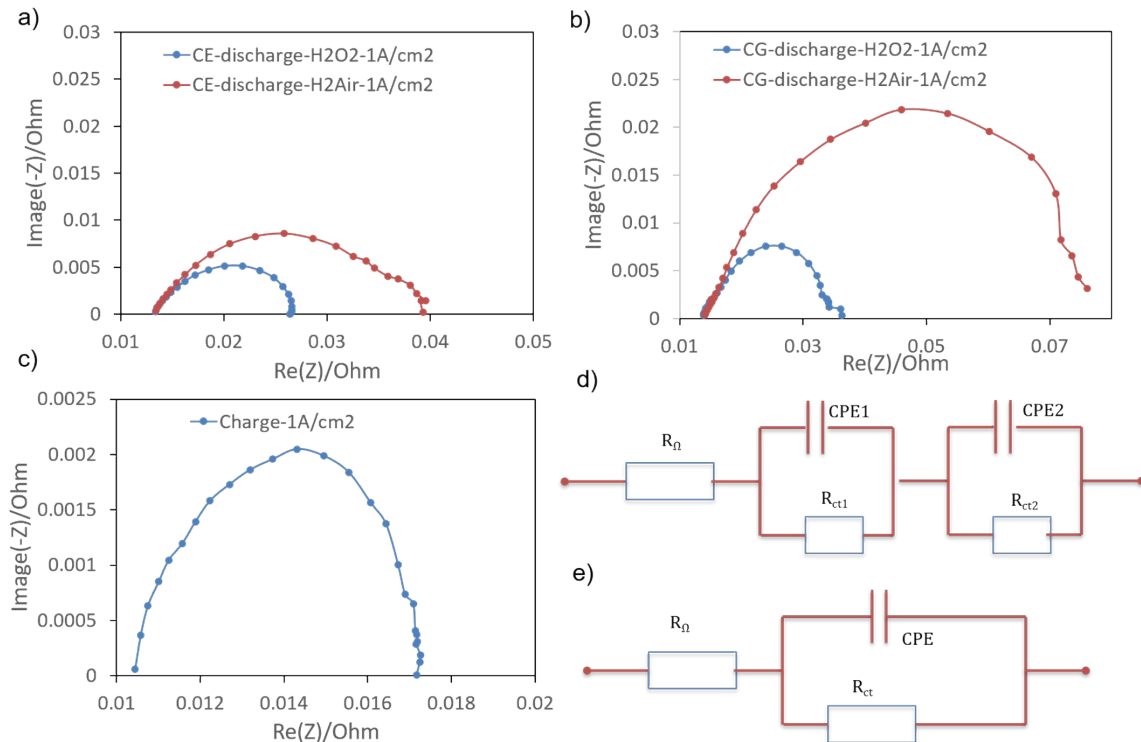 a)
0.03
0.025
0.02
0.015
0.01
0.005
0
Image(-Z)/Ohm
CE-discharge-H2O2-1A/cm2
CE-discharge-H2Air-1A/cm2
0.01
0.02
0.03
0.04
0.05
Re(Z)/Ohm
b)
0.03
0.025
0.02
0.015
0.01
0.005
0
Image(-Z)/Ohm
CG-discharge-H2O2-1A/cm2
CG-discharge-H2Air-1A/cm2
0.01
0.03
0.05
0.07
Re(Z)/Ohm
c)
0.0025
0.002
0.0015
0.001
0.0005
0
Image(-Z)/Ohm
Charge-1A/cm2
0.01
0.012
0.014
0.016
0.018
0.02
Re(Z)/Ohm
d)
RΩ
CPE1
Rct1
CPE2
Rct2
e)
RΩ
CPE
Rct